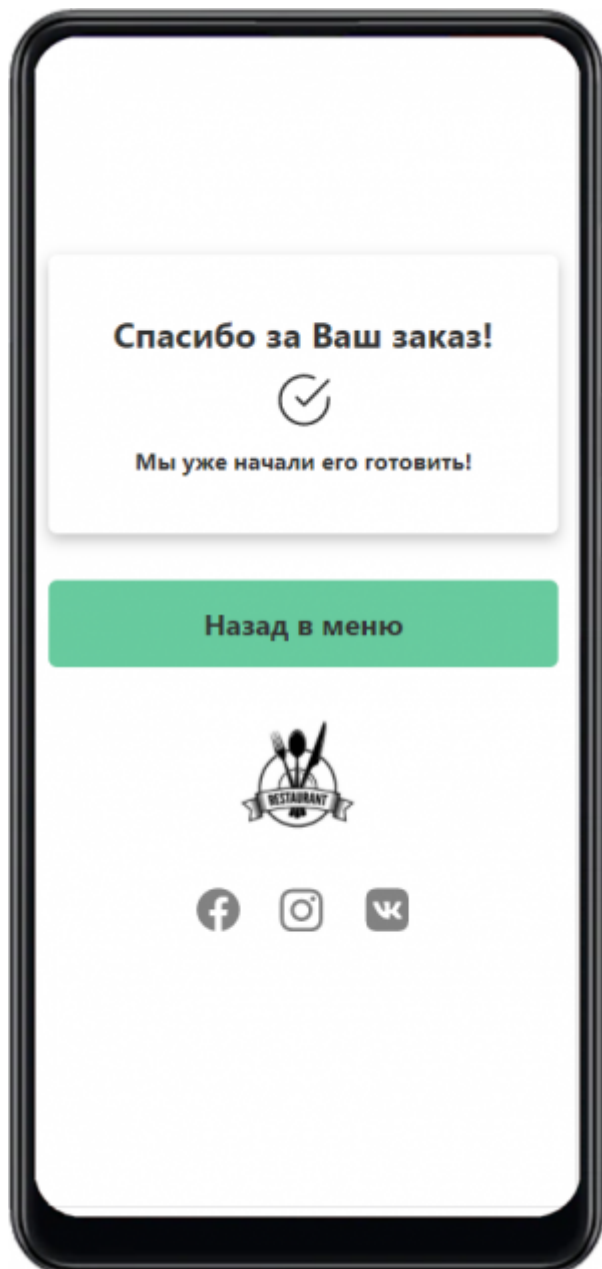 Спасибо за Ваш заказ!
Мы уже начали его готовить!
Назад в меню
RESTAURANT